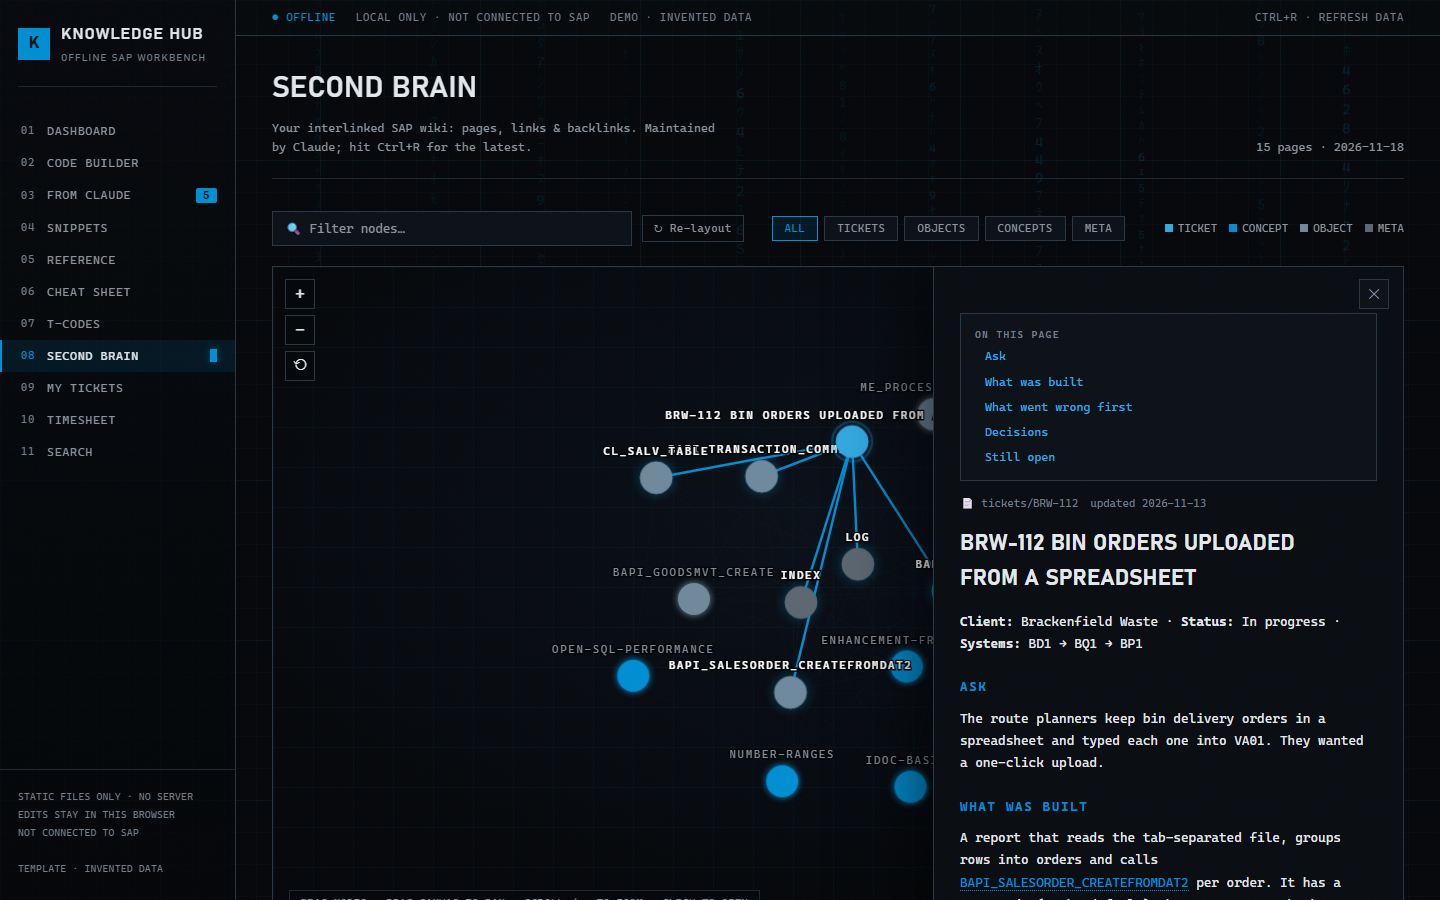 K
KNOWLEDGE HUB
OFFLINE SAP WORKBENCH
01 DASHBOARD
02 CODE BUILDER
03 FROM CLAUDE 5
04 SNIPPETS
05 REFERENCE
06 CHEAT SHEET
07 T-CODES
08 SECOND BRAIN
09 MY TICKETS
10 TIMESHEET
11 SEARCH
STATIC FILES ONLY · NO SERVER
EDITS STAY IN THIS BROWSER
NOT CONNECTED TO SAP
TEMPLATE · INVENTED DATA
OFFLINE LOCAL ONLY · NOT CONNECTED TO SAP DEMO · INVENTED DATA
CTRL+R · REFRESH DATA
SECOND BRAIN
Your interlinked SAP wiki: pages, links & backlinks. Maintained
by Claude; hit Ctrl+R for the latest.
15 pages · 2026-11-18
Filter nodes…
↻ Re-layout
ALL TICKETS OBJECTS CONCEPTS META
TICKET CONCEPT OBJECT META
+
−
ME_PROCES
BRW-112 BIN ORDERS UPLOADED FROM
CL_SALV_TABLE
TRANSACTION_COMM
LOG
BAPI_GOODSMVT_CREATE
INDEX
BA
ENHANCEMENT-FR
OPEN-SQL-PERFORMANCE
BAPI_SALESORDER_CREATEFROMDAT2
NUMBER-RANGES
IDOC-BAS
ON THIS PAGE
Ask
What was built
What went wrong first
Decisions
Still open
tickets/BRW-112 updated 2026-11-13
BRW-112 BIN ORDERS UPLOADED
FROM A SPREADSHEET
Client: Brackenfield Waste · Status: In progress ·
Systems: BD1 → BQ1 → BP1
ASK
The route planners keep bin delivery orders in a
spreadsheet and typed each one into VA01. They wanted
a one-click upload.
WHAT WAS BUILT
A report that reads the tab-separated file, groups
rows into orders and calls
BAPI_SALESORDER_CREATEFROMDAT2 per order. It has a